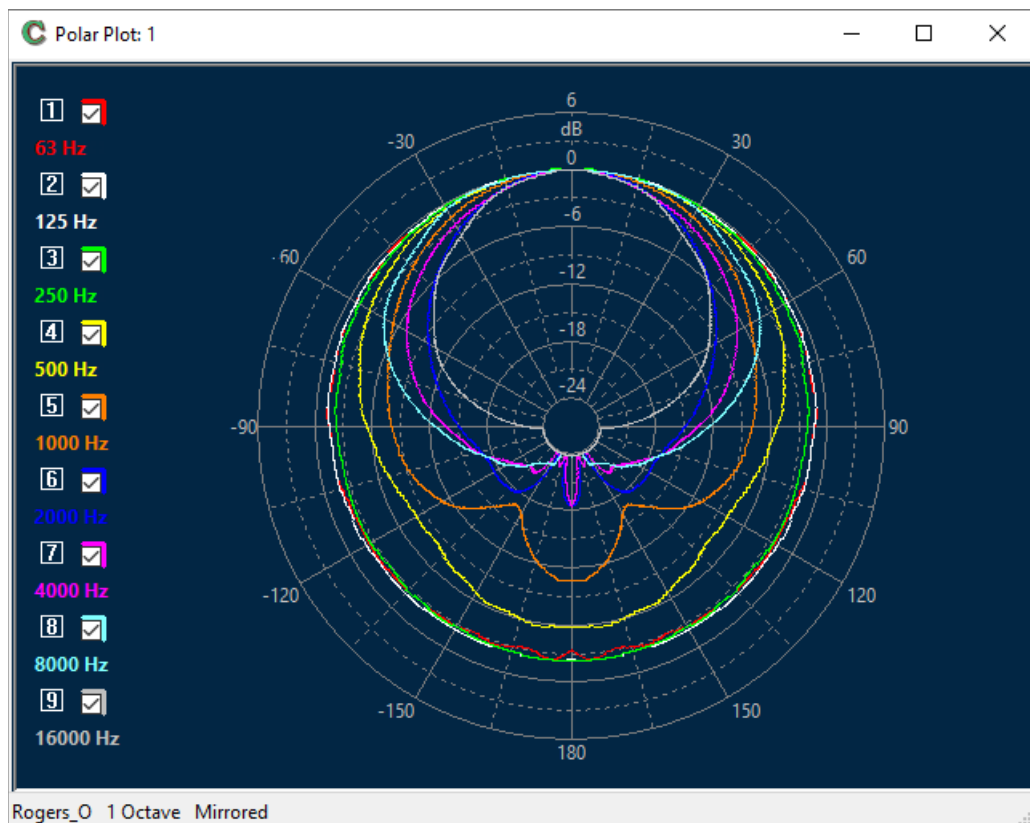 Polar Plot: 1
1
63 Hz
2
125 Hz
3
250 Hz
4
500 Hz
5
1000 Hz
6
2000 Hz
7
4000 Hz
8
8000 Hz
9
16000 Hz
6
dB
0
-6
-12
-18
-24
-30
30
-60
60
-90
90
-120
120
-150
150
180
Rogers_O 1 Octave Mirrored